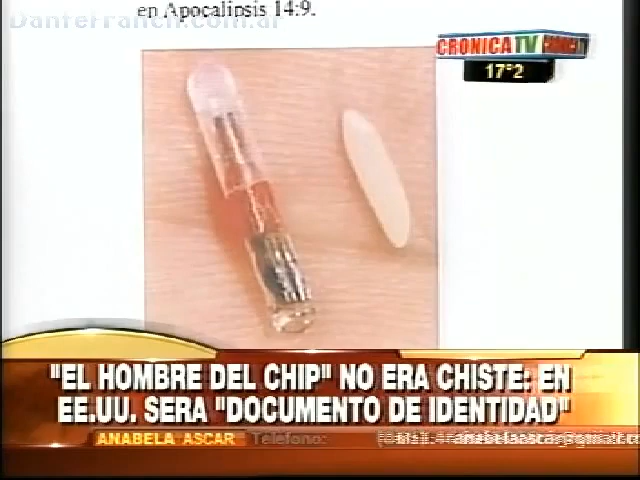 en Apocalipsis 14:9.
DanteFranch.com.ar
CRONICA TV
17°2
"EL HOMBRE DEL CHIP" NO ERA CHISTE: EN
EE.UU. SERA "DOCUMENTO DE IDENTIDAD"
ANABELA ASCAR Teléfono: